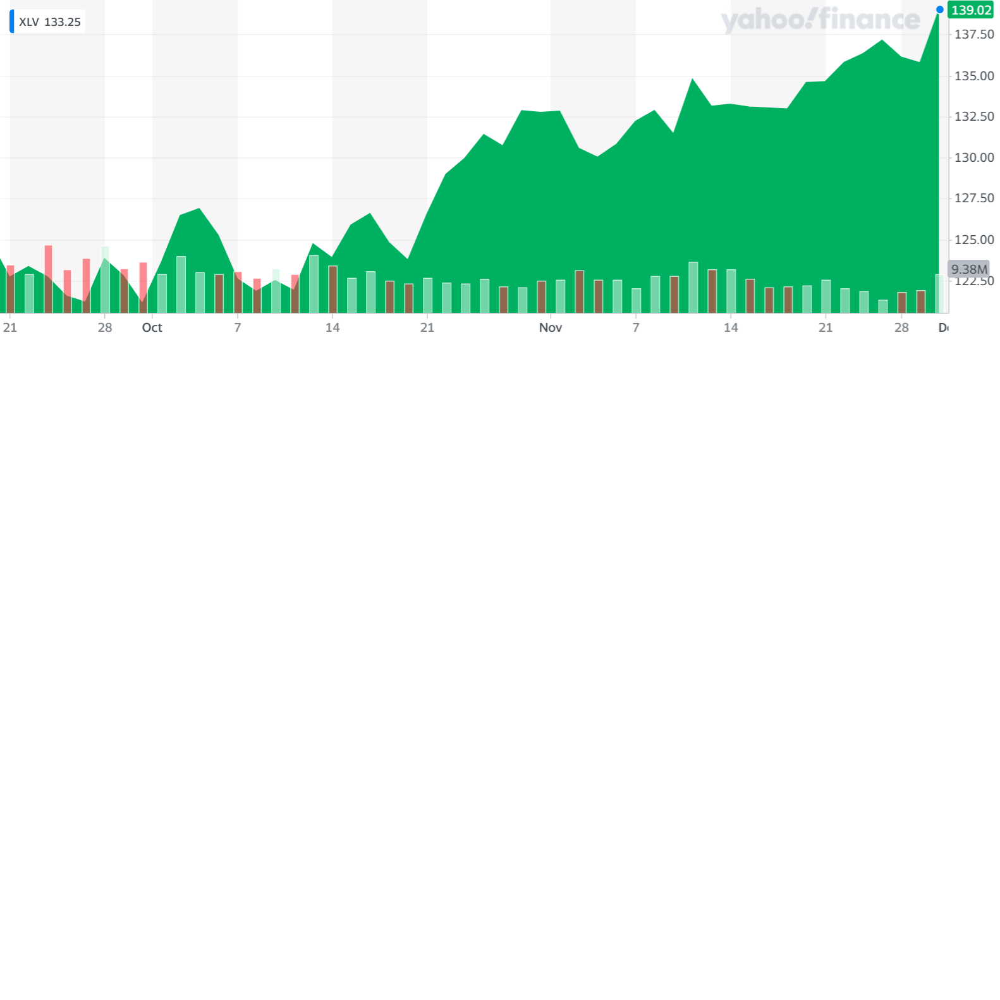 XLV 133.25
yahoo!finance
139.02
137.50
135.00
132.50
130.00
127.50
125.00
9.38M
122.50
21 28 Oct 7 14 21 Nov 7 14 21 28